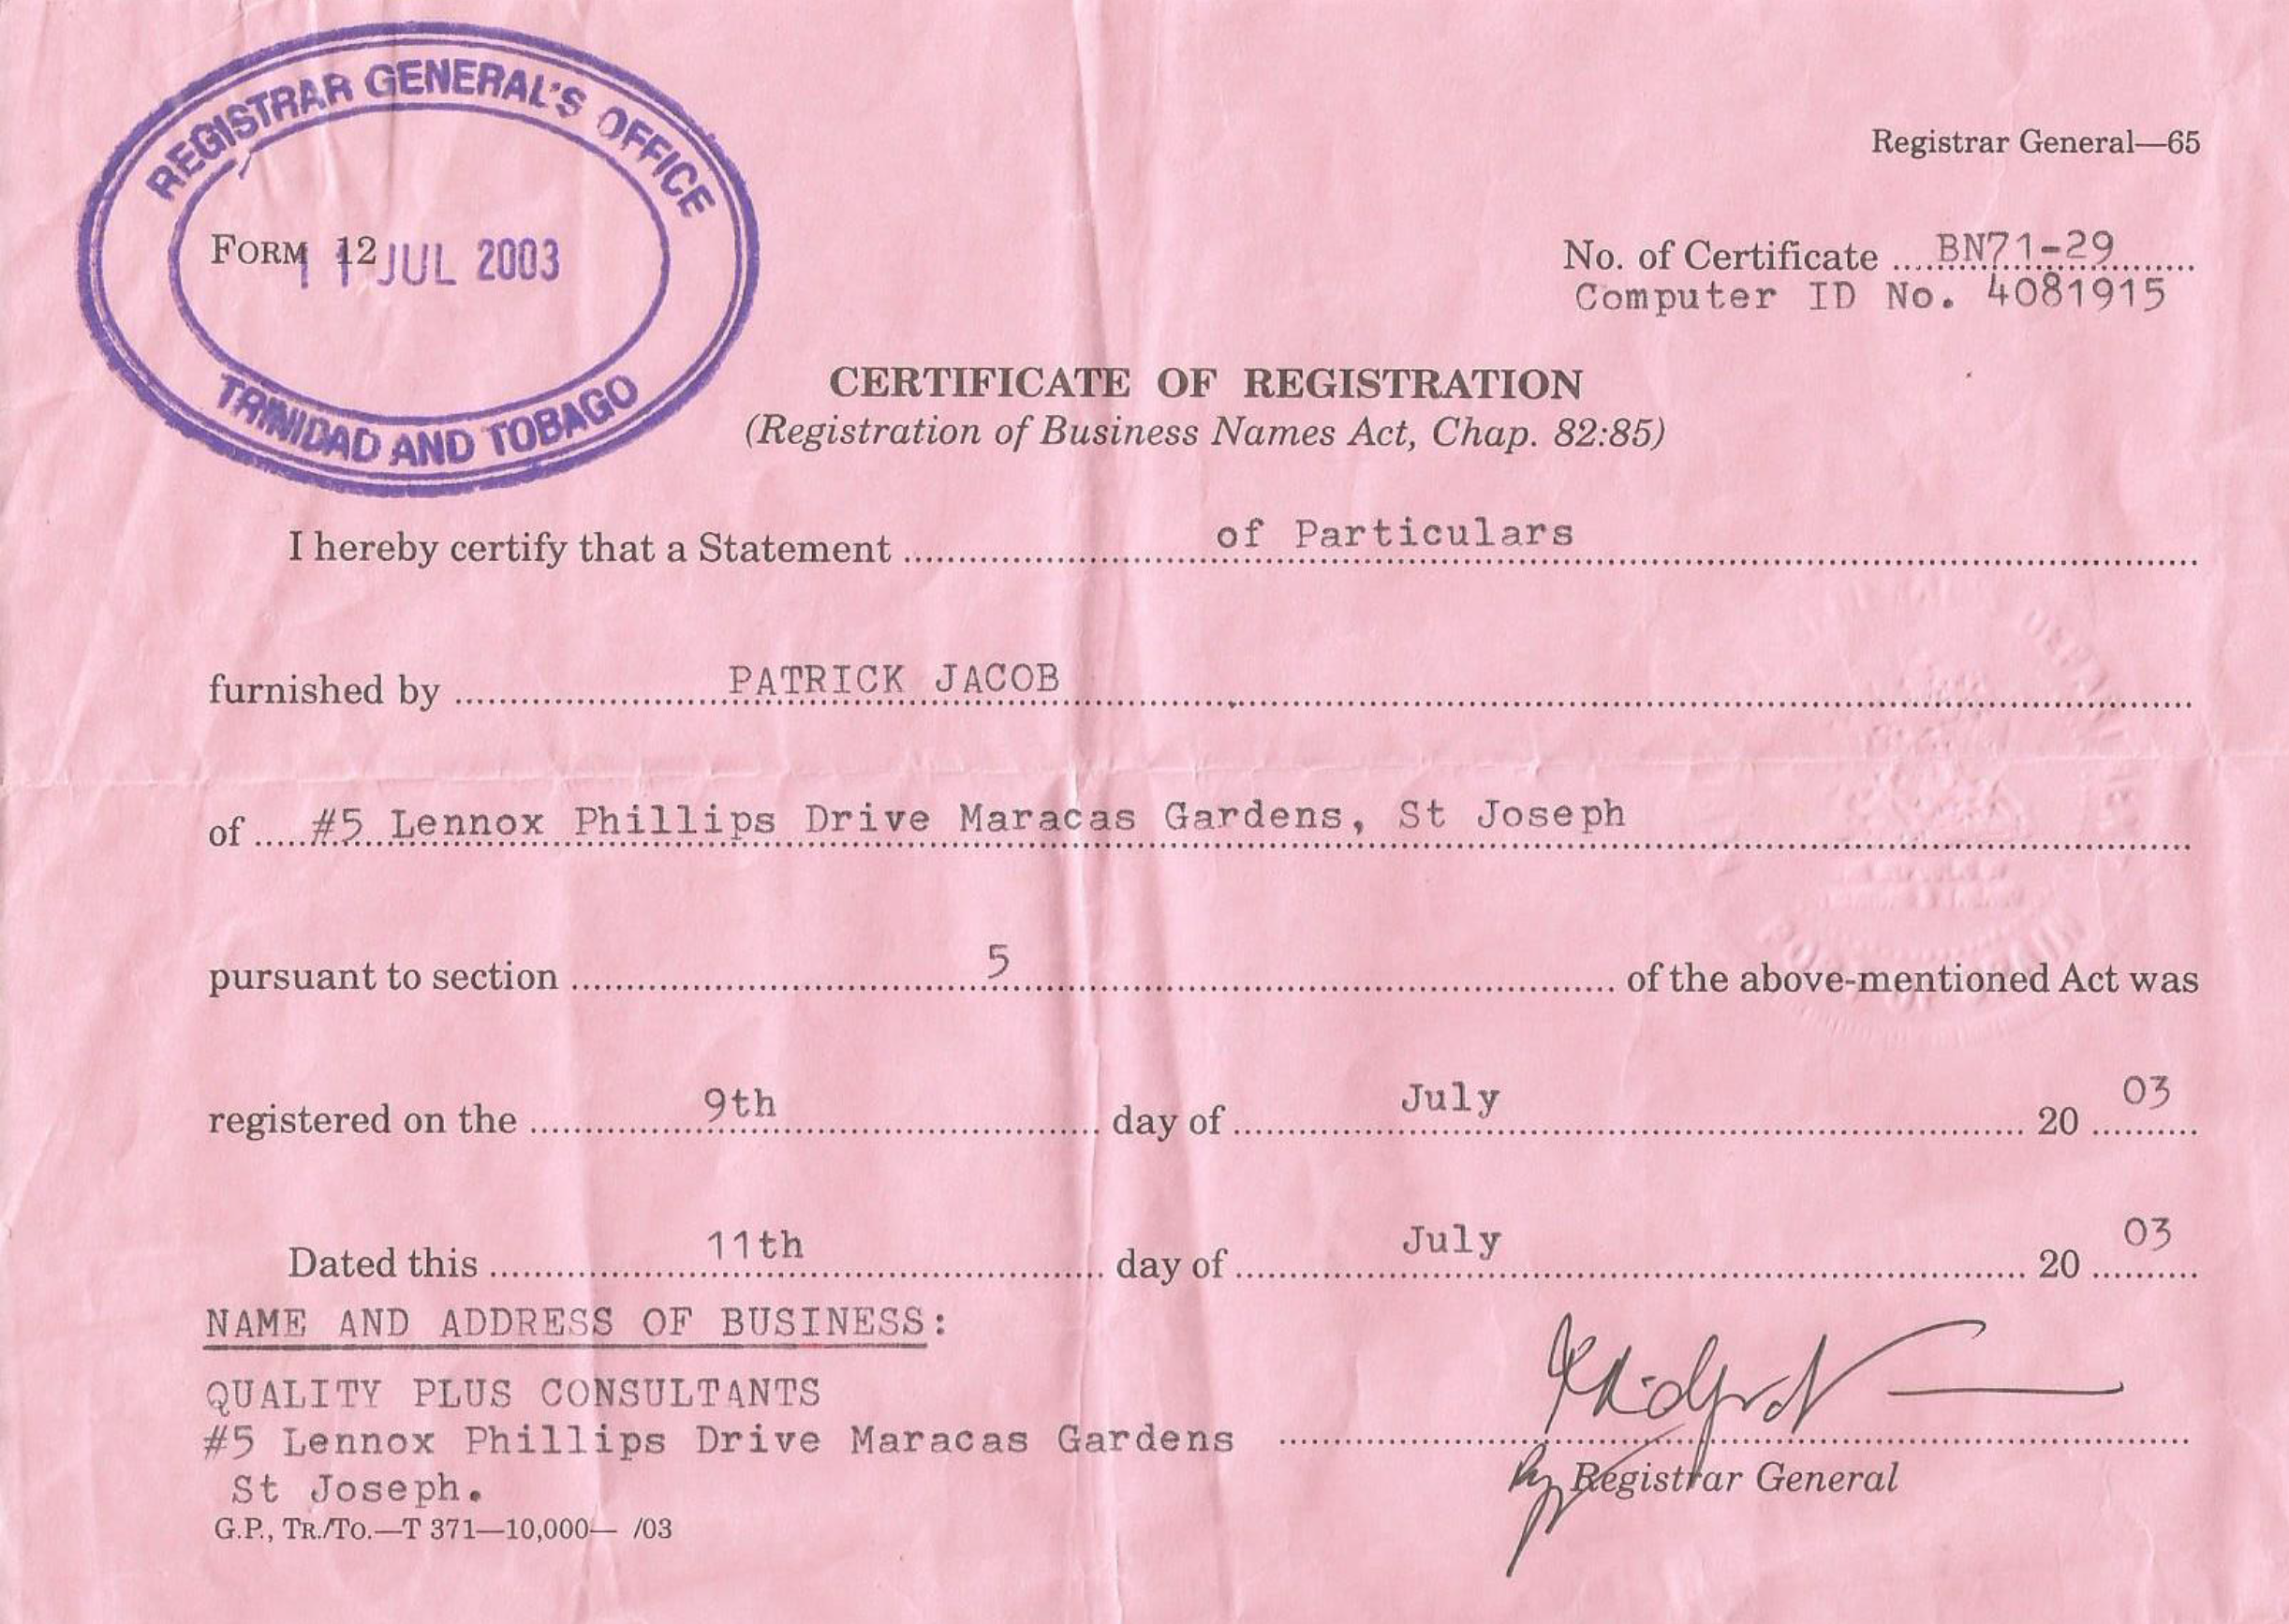 REGISTRAR GENERAL'S OFFICE
Registrar General—65
FORM 12
11 JUL 2003
No. of Certificate ....BN71-29........
Computer ID No. 4081915
TRINIDAD AND TOBAGO
CERTIFICATE OF REGISTRATION
(Registration of Business Names Act, Chap. 82:85)
I hereby certify that a Statement .......... of Particulars ..........
furnished by .......... PATRICK JACOB ..........
of .....#5 Lennox Phillips Drive Maracas Gardens, St Joseph ..........
pursuant to section .......... 5 .......... of the above-mentioned Act was
registered on the .......... 9th .......... day of .......... July .......... 20 03
Dated this .......... 11th .......... day of .......... July .......... 20 03
NAME AND ADDRESS OF BUSINESS:
QUALITY PLUS CONSULTANTS
#5 Lennox Phillips Drive Maracas Gardens
St Joseph.
Registrar General
G.P., TR./TO.—T 371—10,000— /03